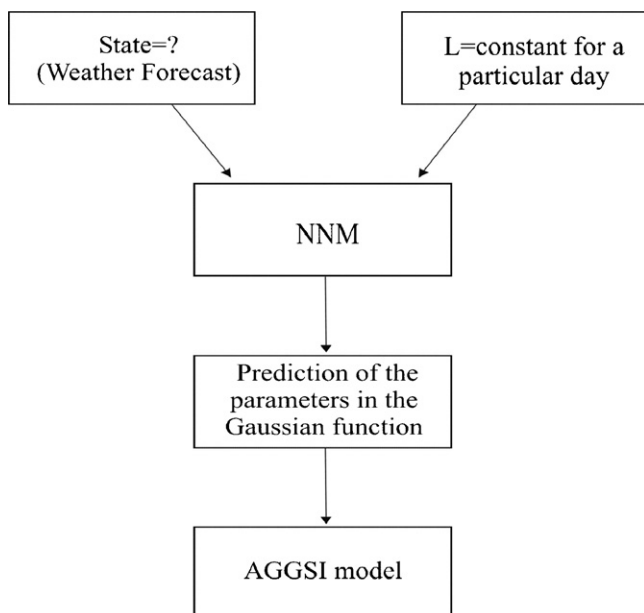 State=?
(Weather Forecast)
L=constant for a
particular day
NNM
Prediction of the
parameters in the
Gaussian function
AGGSI model